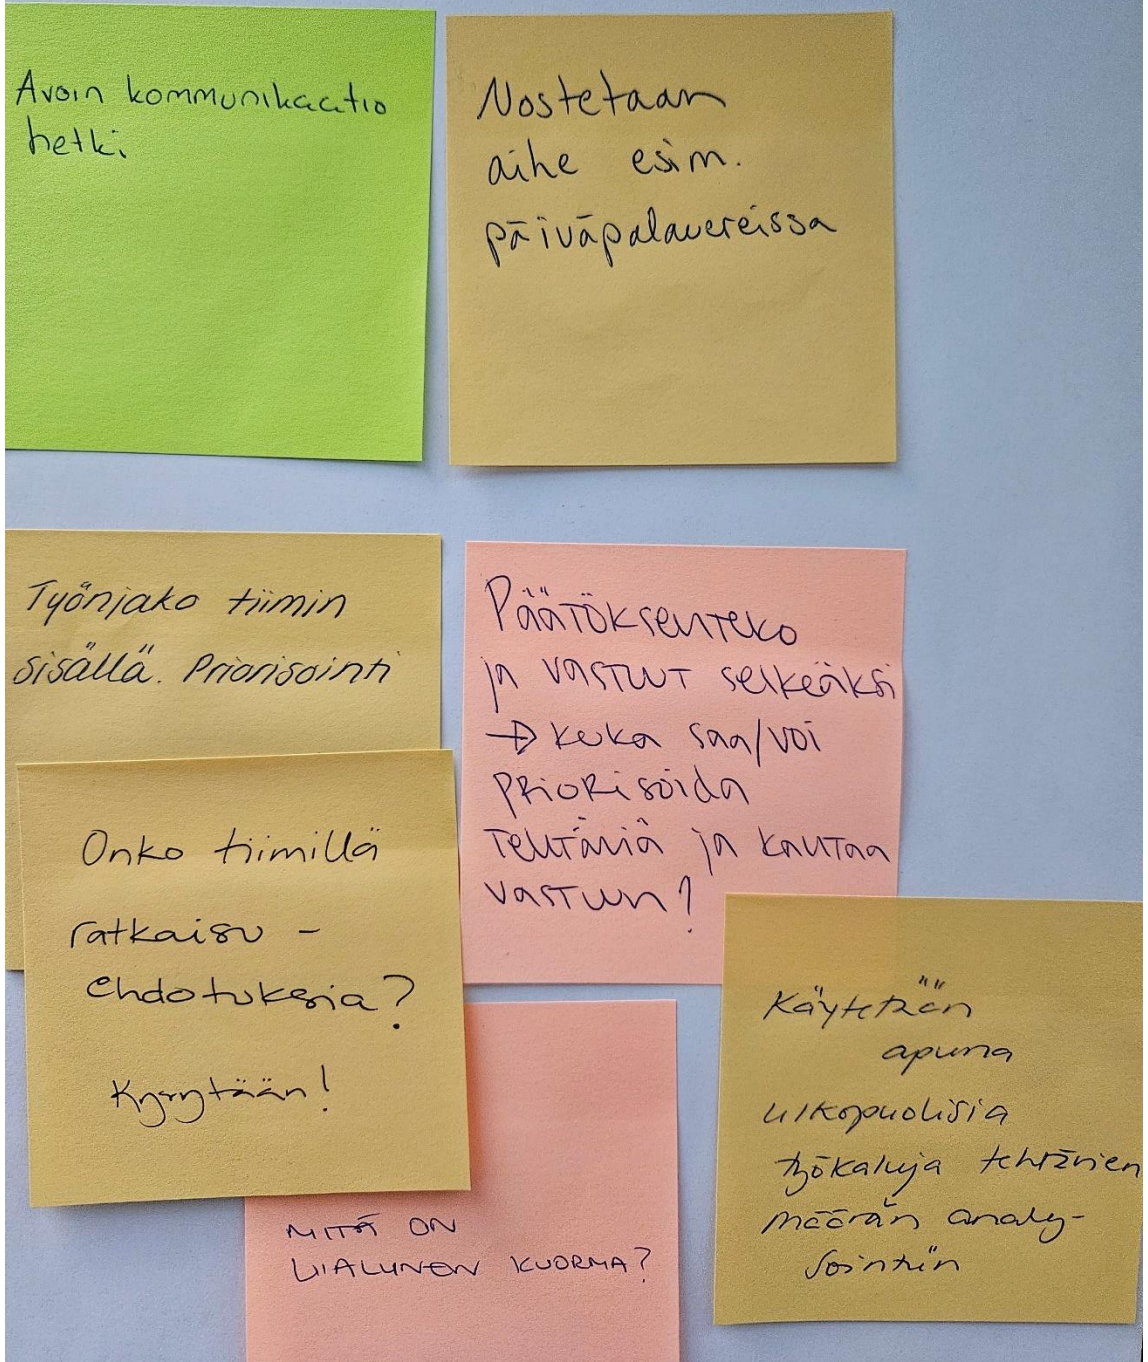 Avoin kommunikaatio
hetki
Nostetaan
aihe esim.
päiväpalavereissa
Työnjako tiimin
sisällä. Priorisointi
Päätöksenteko
ja vastuut selkeäksi
→ kuka saa/voi
priorisoida
tehtäviä ja kantaa
vastuun?
Onko tiimillä
ratkaisu -
ehdotuksia?
Kysytään!
Käytetään
apuna
ulkopuolisia
työkaluja tehtävien
määrän analy-
sointiin
MITÄ ON
LIIALLINEN KUORMA?